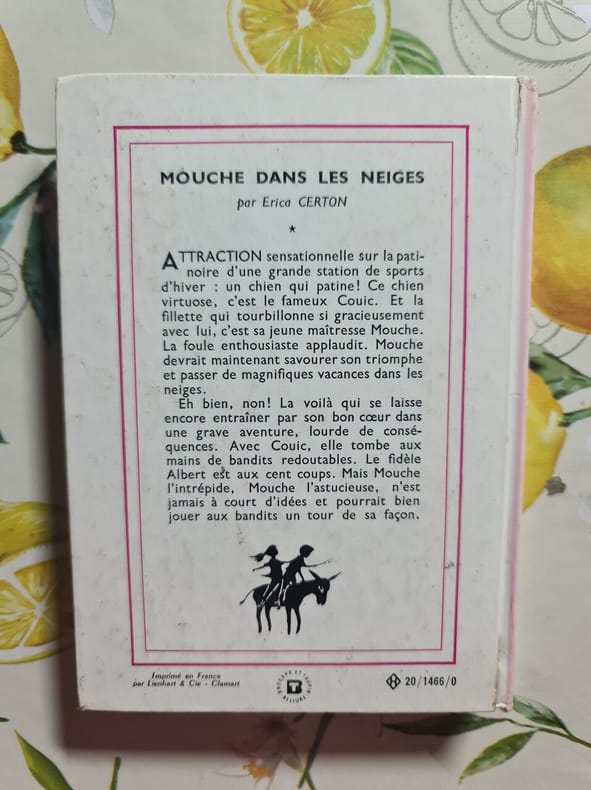 MOUCHE DANS LES NEIGES
par Erica CERTON
★
ATTRACTION sensationnelle sur la pati-
noire d'une grande station de sports
d'hiver : un chien qui patine! Ce chien
virtuose, c'est le fameux Couic. Et la
fillette qui tourbillonne si gracieusement
avec lui, c'est sa jeune maîtresse Mouche.
La foule enthousiaste applaudit. Mouche
devrait maintenant savourer son triomphe
et passer de magnifiques vacances dans les
neiges.
Eh bien, non! La voilà qui se laisse
encore entraîner par son bon cœur dans
une grave aventure, lourde de consé-
quences. Avec Couic, elle tombe aux
mains de bandits redoutables. Le fidèle
Albert est aux cent coups. Mais Mouche
l'intrépide, Mouche l'astucieuse, n'est
jamais à court d'idées et pourrait bien
jouer aux bandits un tour de sa façon.
Imprimé en France
par Lienhart & Cie - Clamart
BRODARD ET TAUPIN
RELIURE
H 20/1466/0